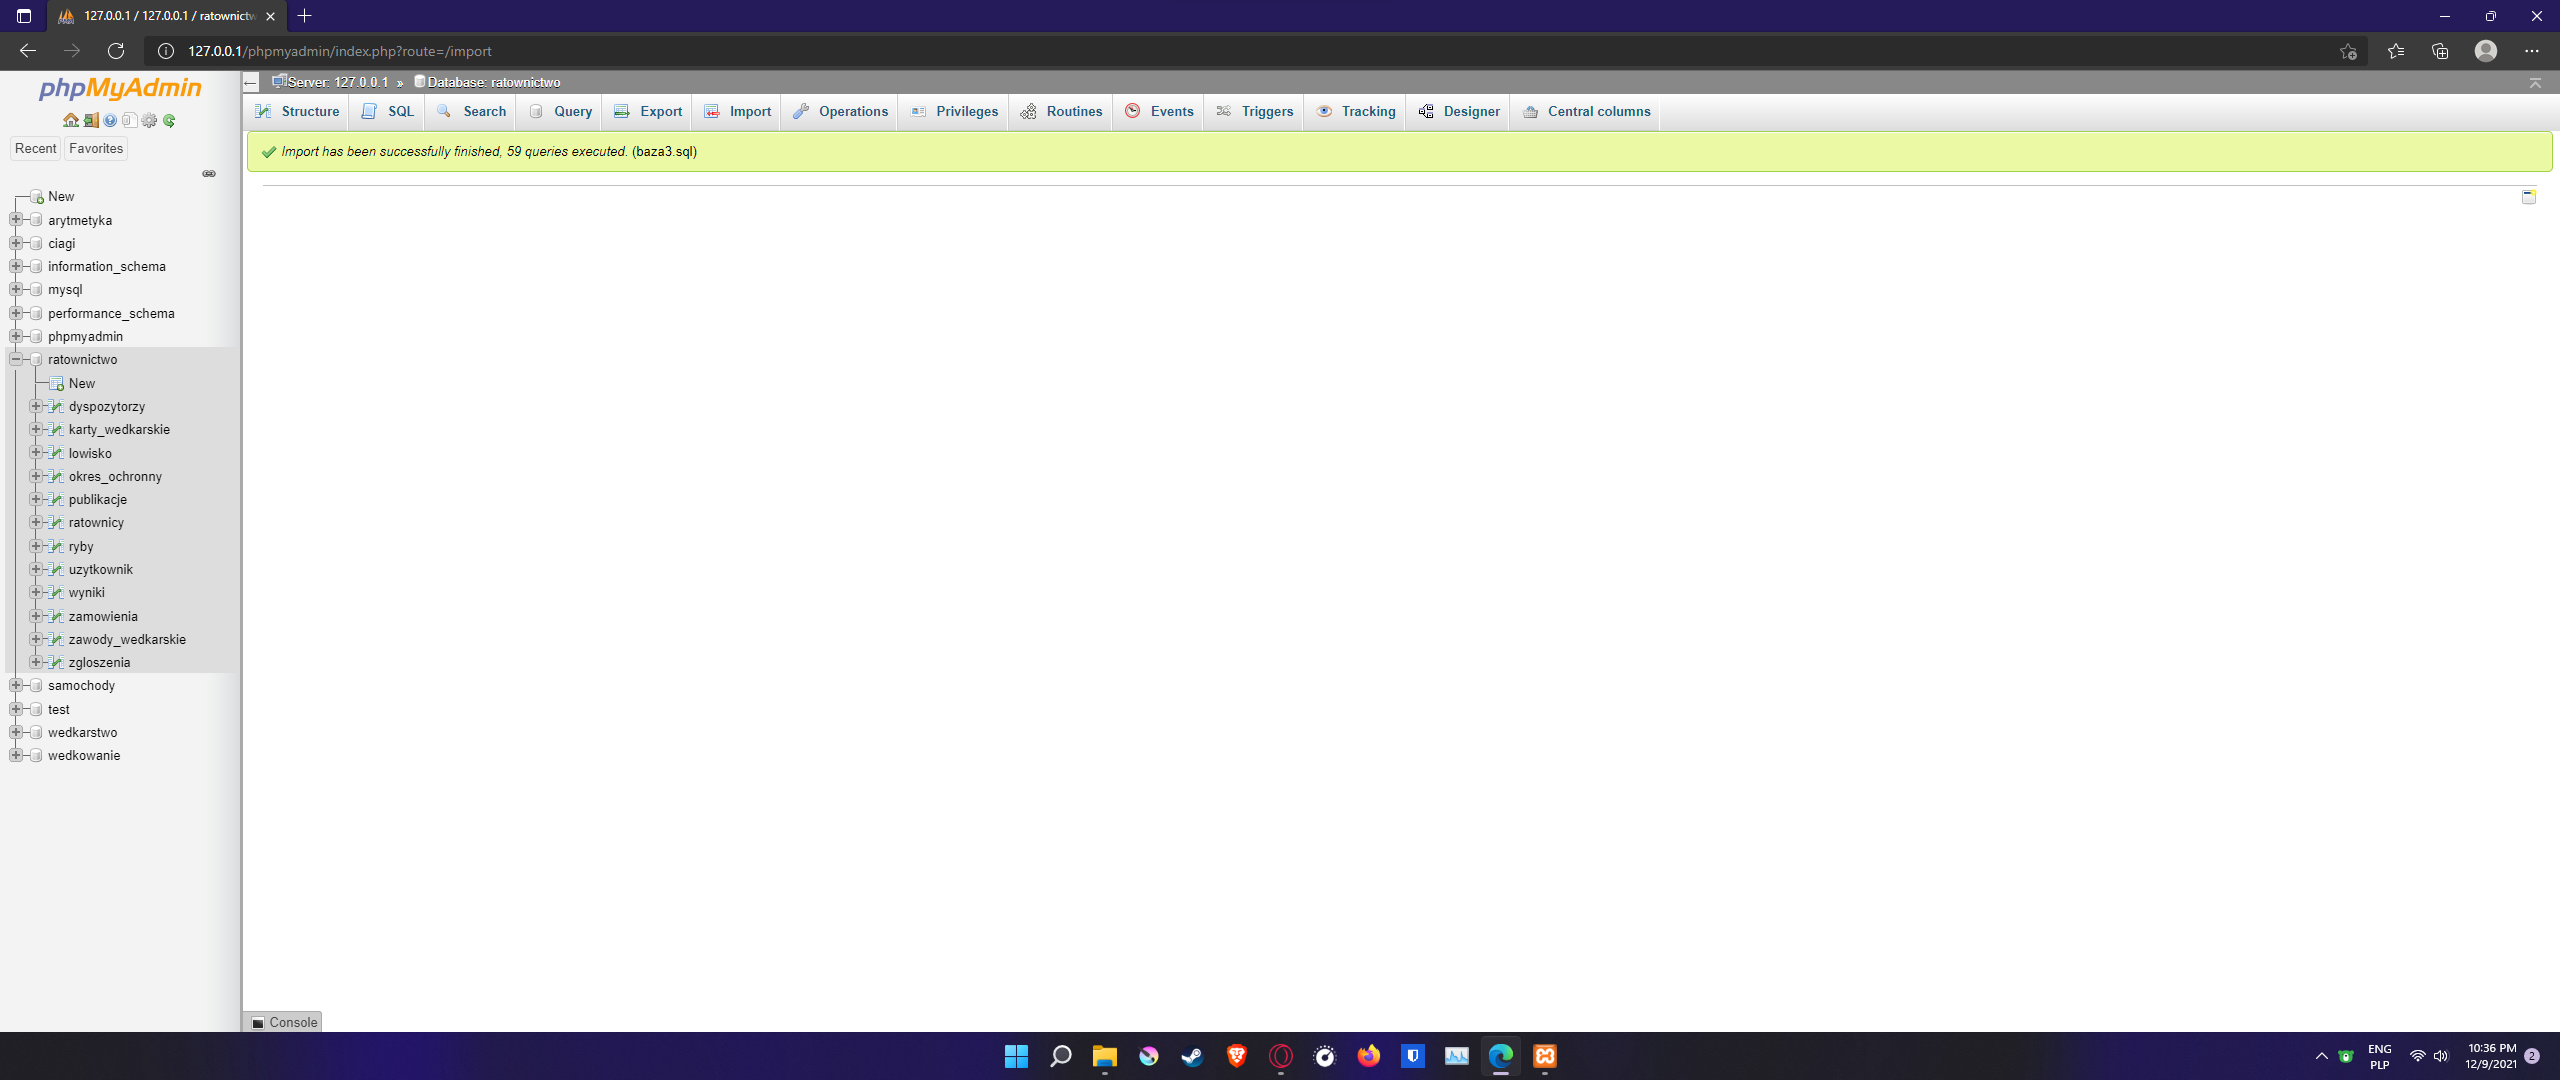 127.0.0.1 / 127.0.0.1 / ratownictw
127.0.0.1/phpmyadmin/index.php?route=/import
phpMyAdmin
Recent
Favorites
New
arytmetyka
ciagi
information_schema
mysql
performance_schema
phpmyadmin
ratownictwo
New
dyspozytorzy
karty_wedkarskie
lowisko
okres_ochronny
publikacje
ratownicy
ryby
uzytkownik
wyniki
zamowienia
zawody_wedkarskie
zgloszenia
samochody
test
wedkarstwo
wedkowanie
Server: 127.0.0.1 » Database: ratownictwo
Structure SQL Search Query Export Import Operations Privileges Routines Events Triggers Tracking Designer Central columns
Import has been successfully finished, 59 queries executed. (baza3.sql)
Console
ENG
PLP
10:36 PM
12/9/2021
2